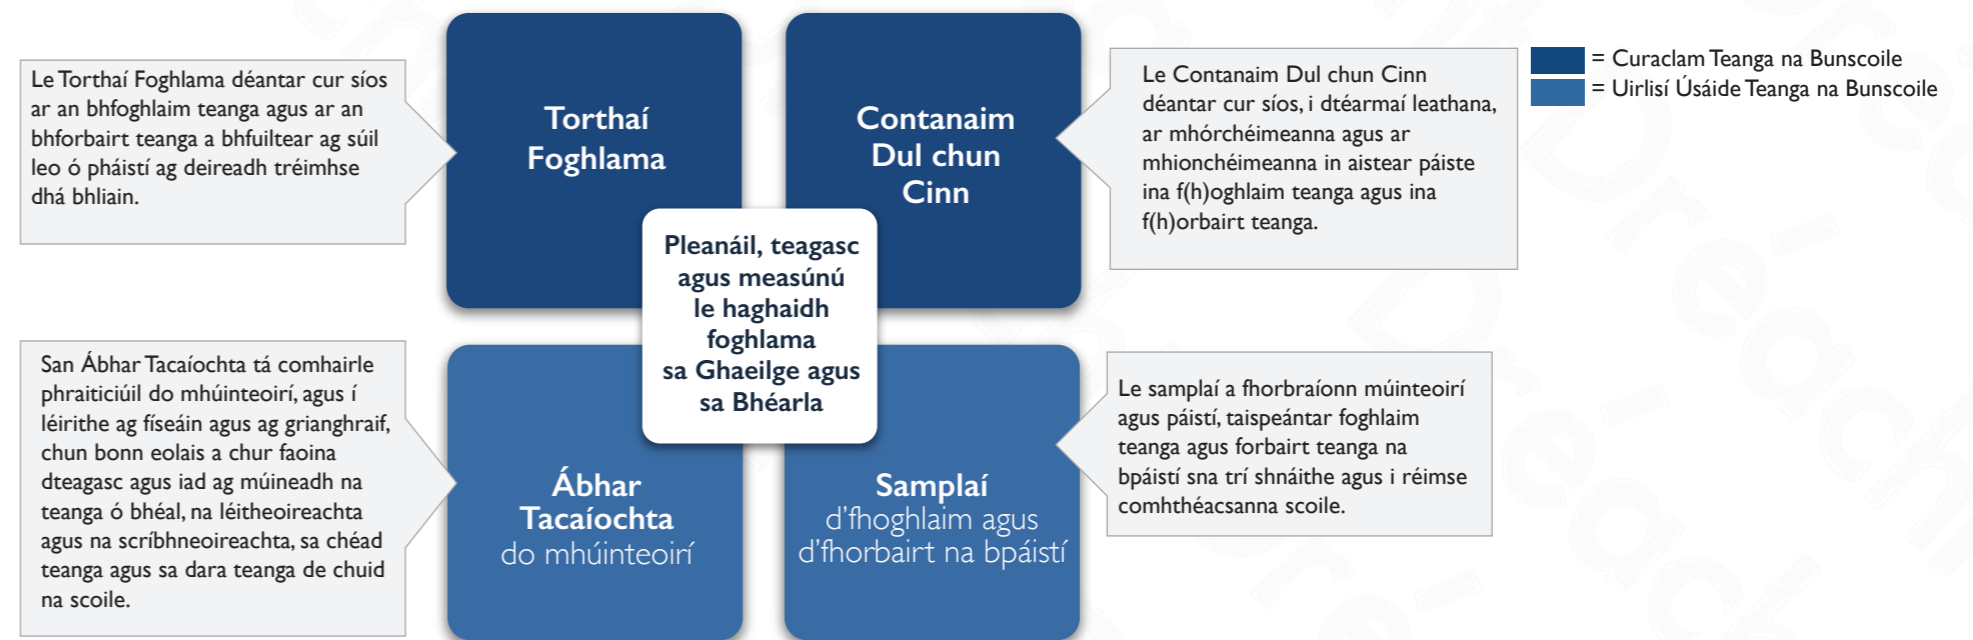 Le Torthaí Foghlama déantar cur síos
ar an bhfoghlaim teanga agus ar an
bhforbairt teanga a bhfuiltear ag súil
leo ó pháistí ag deireadh tréimhse
dhá bhliain.
Torthaí
Foghlama
Contanaim
Dul chun
Cinn
Le Contanaim Dul chun Cinn
déantar cur síos, i dtéarmaí leathana,
ar mhórchéimeanna agus ar
mhionchéimeanna in aistear páiste
ina f(h)oghlaim teanga agus ina
f(h)orbairt teanga.
= Curaclam Teanga na Bunscoile
= Uirlisí Úsáide Teanga na Bunscoile
Pleanáil, teagasc
agus measúnú
le haghaidh
foghlama
sa Ghaeilge agus
sa Bhéarla
San Ábhar Tacaíochta tá comhairle
phraiticiúil do mhúinteoirí, agus í
léirithe ag físeáin agus ag grianghraif,
chun bonn eolais a chur faoina
dteagasc agus iad ag múineadh na
teanga ó bhéal, na léitheoireachta
agus na scríbhneoireachta, sa chéad
teanga agus sa dara teanga de chuid
na scoile.
Ábhar
Tacaíochta
do mhúinteoirí
Samplaí
d'fhoghlaim agus
d'fhorbairt na bpáistí
Le samplaí a fhorbraíonn múinteoirí
agus páistí, taispeántar foghlaim
teanga agus forbairt teanga na
bpáistí sna trí shnáithe agus i réimse
comhthéacsanna scoile.